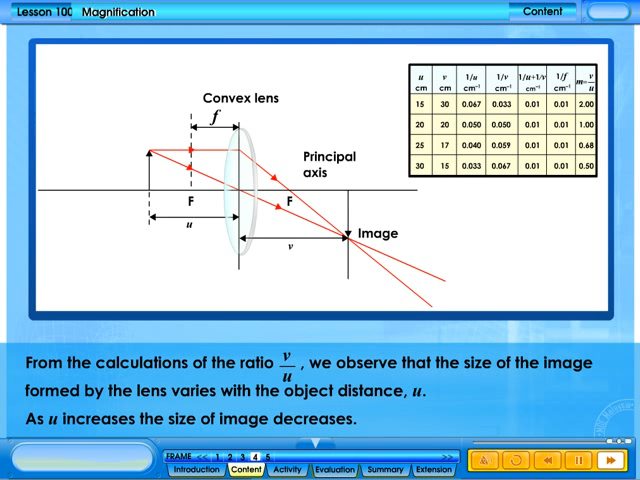 Lesson 100 Magnification Content
Convex lens
f
Principal
axis
F F
u
v
Image
u v 1/u 1/v 1/u+1/v 1/f m= v/u
cm cm cm⁻¹ cm⁻¹ cm⁻¹ cm⁻¹
15 30 0.067 0.033 0.01 0.01 2.00
20 20 0.050 0.050 0.01 0.01 1.00
25 17 0.040 0.059 0.01 0.01 0.68
30 15 0.033 0.067 0.01 0.01 0.50
From the calculations of the ratio v/u , we observe that the size of the image
formed by the lens varies with the object distance, u.
As u increases the size of image decreases.
FRAME << 1 2 3 4 5 >>
Introduction Content Activity Evaluation Summary Extension